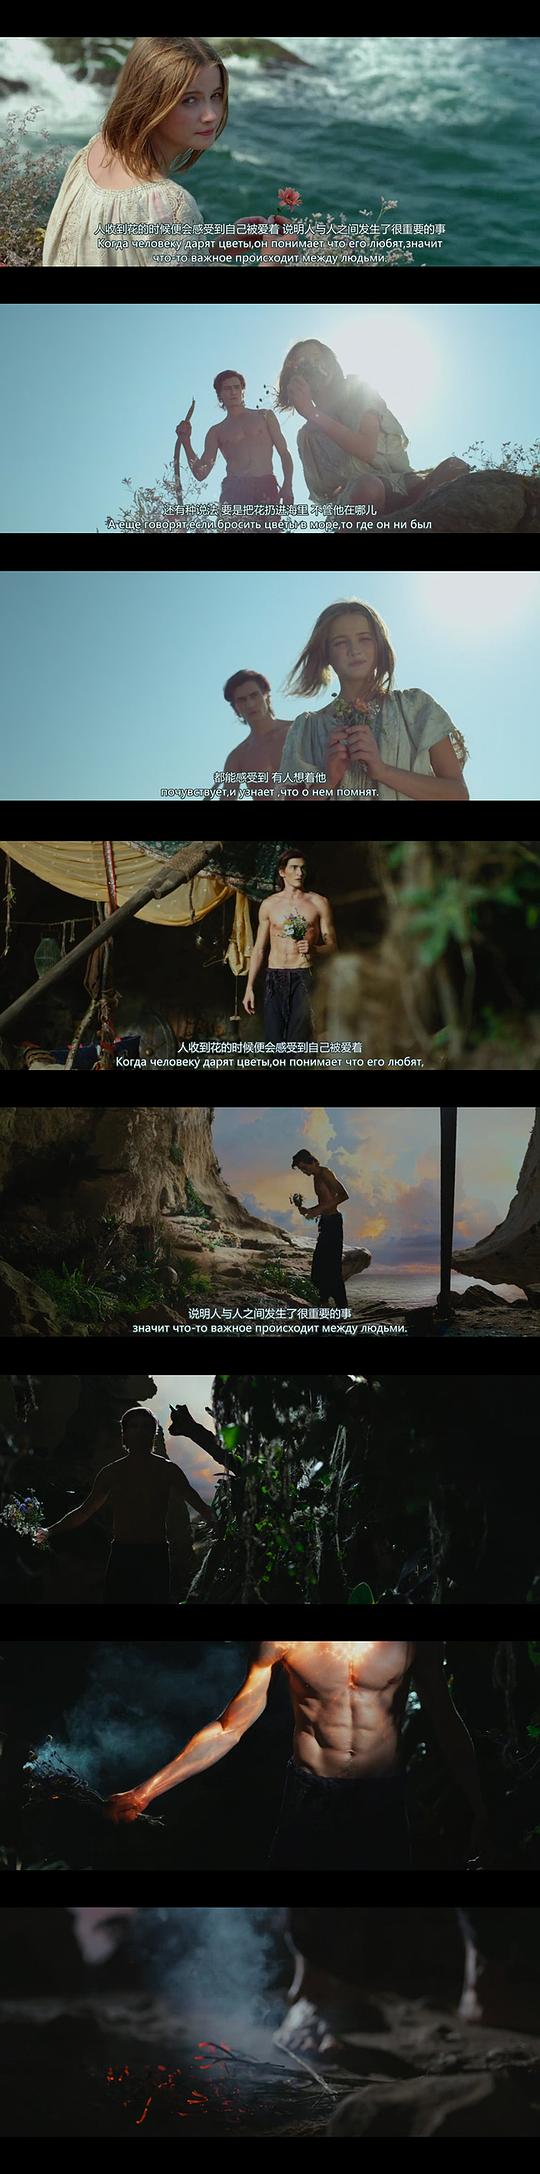 人收到花的时候便会感受到自己被爱着 说明人与人之间发生了很重要的事
Когда человеку дарят цветы,он понимает что его любят,значит
что-то важное происходит между людьми.
还有种说法 要是把花扔进海里 不管他在哪儿
А еще говорят,если бросить цветы в море,то где он ни был
都能感受到 有人想着他
почувствует,и узнает ,что о нем помнят.
人收到花的时候便会感受到自己被爱着
Когда человеку дарят цветы,он понимает что его любят,
说明人与人之间发生了很重要的事
значит что-то важное происходит между людьми.